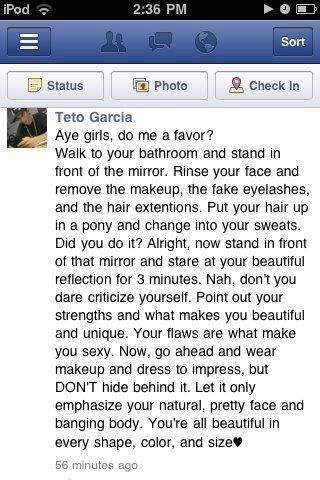 iPod 2:36 PM
Sort
Status Photo Check In
Teto Garcia
Aye girls, do me a favor?
Walk to your bathroom and stand in
front of the mirror. Rinse your face and
remove the makeup, the fake eyelashes,
and the hair extentions. Put your hair up
in a pony and change into your sweats.
Did you do it? Alright, now stand in front
of that mirror and stare at your beautiful
reflection for 3 minutes. Nah, don't you
dare criticize yourself. Point out your
strengths and what makes you beautiful
and unique. Your flaws are what make
you sexy. Now, go ahead and wear
makeup and dress to impress, but
DON'T hide behind it. Let it only
emphasize your natural, pretty face and
banging body. You're all beautiful in
every shape, color, and size♥
56 minutes ago